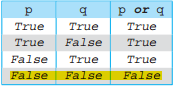 p q p or q
True True True
True False True
False True True
False False False